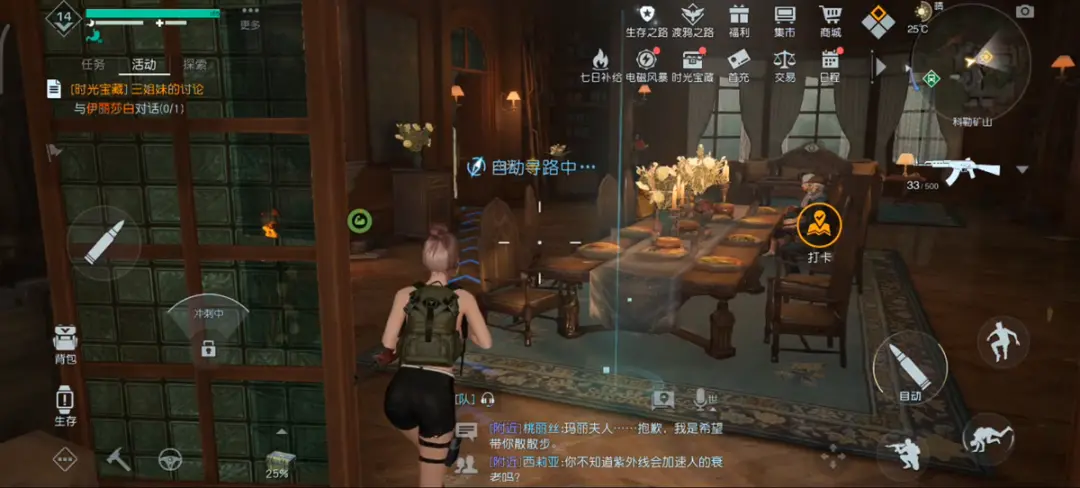 14
更多
任务 活动 探索
[时光宝藏] 三姐妹的讨论
与伊丽莎白对话(0/1)
生存之路 渡鸦之路 福利 集市 商城
25℃ 晴
七日补给 电磁风暴 时光宝藏 首充 交易 日程
科勒矿山
自动寻路中…
33/500
打卡
冲刺中
背包
生存
自动
[队]
世
[附近]桃丽丝:玛丽夫人……抱歉，我是希望
带你散散步。
[附近]西莉亚:你不知道紫外线会加速人的衰
老吗?
25%